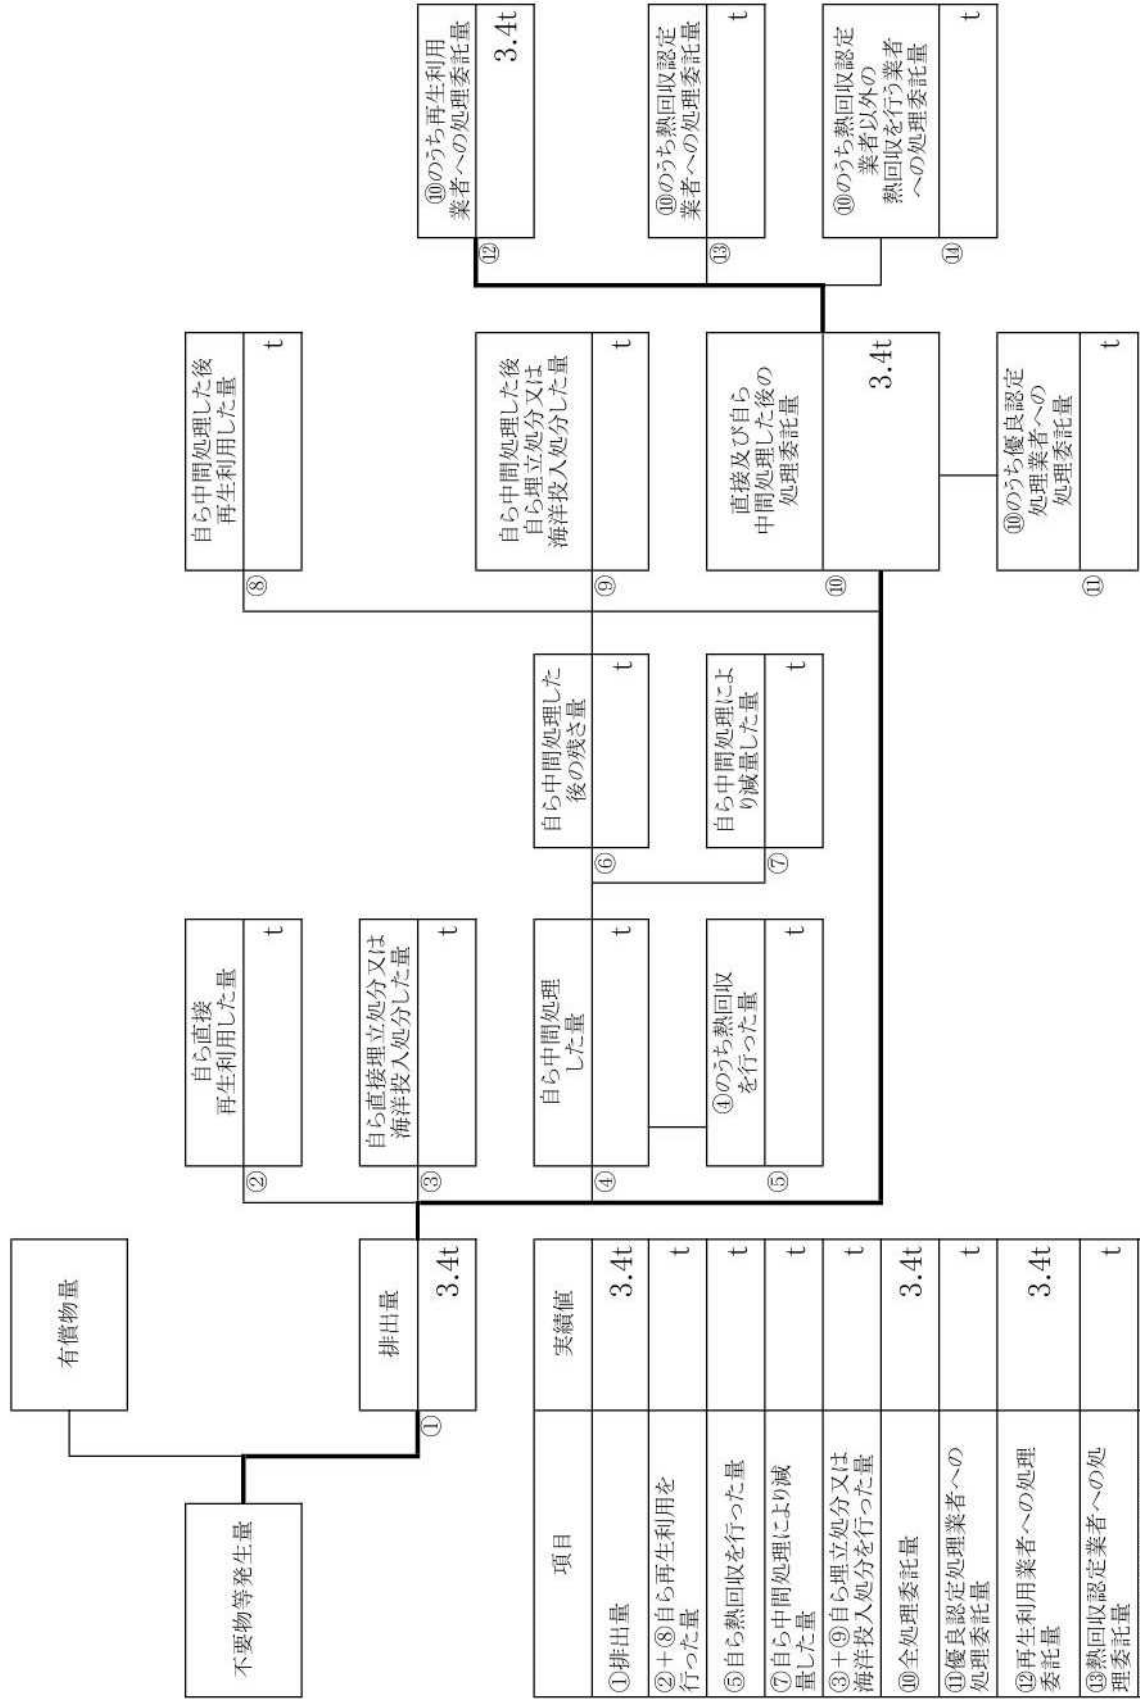 有償物量
不要物等発生量
排出量
①
3.4t
自ら直接
再生利用した量
②
t
自ら直接埋立処分又は
海洋投入処分した量
③
t
自ら中間処理
した量
④
t
④のうち熱回収
を行った量
⑤
t
自ら中間処理した
後の残さ量
⑥
t
自ら中間処理によ
り減量した量
⑦
t
自ら中間処理した後
再生利用した量
⑧
t
自ら中間処理した後
自ら埋立処分又は
海洋投入処分した量
⑨
t
直接及び自ら
中間処理した後の
処理委託量
⑩
3.4t
⑩のうち優良認定
処理業者への
処理委託量
⑪
t
⑩のうち再生利用
業者への処理委託量
⑫
3.4t
⑩のうち熱回収認定
業者への処理委託量
⑬
t
⑩のうち熱回収認定
業者以外の
熱回収を行う業者
への処理委託量
⑭
t
項目 実績値
①排出量 3.4t
②+⑧自ら再生利用を
行った量 t
⑤自ら熱回収を行った量 t
⑦自ら中間処理により減
量した量 t
③+⑨自ら埋立処分又は
海洋投入処分を行った量 t
⑩全処理委託量 3.4t
⑪優良認定処理業者への
処理委託量 t
⑫再生利用業者への処理
委託量 3.4t
⑬熱回収認定業者への処
理委託量 t